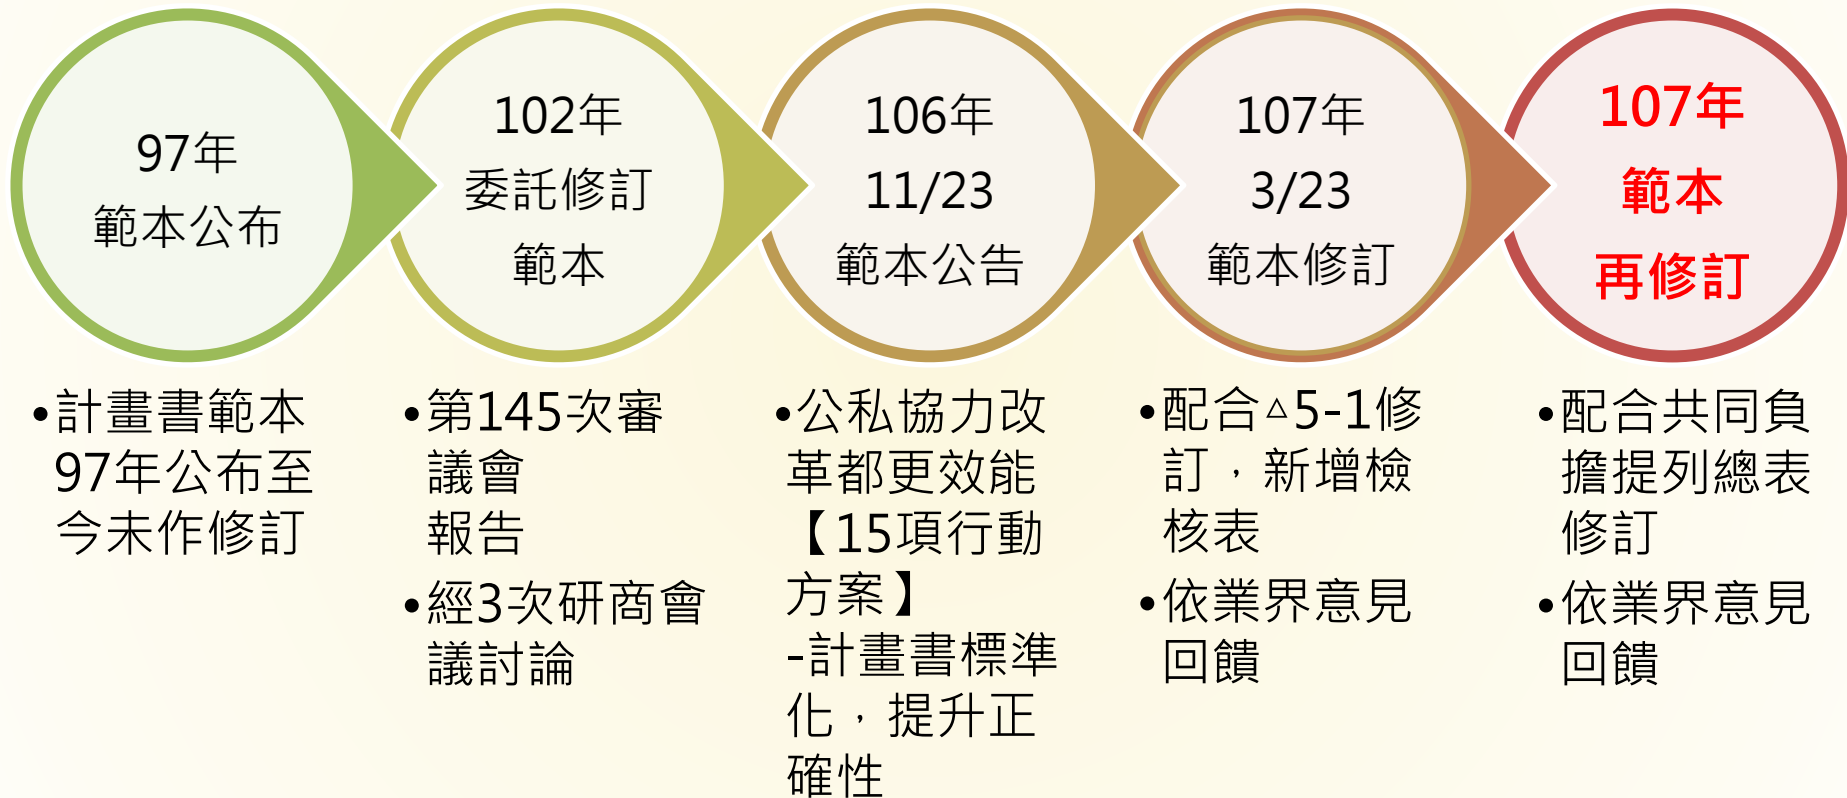 97年
範本公布
102年
委託修訂
範本
106年
11/23
範本公告
107年
3/23
範本修訂
107年
範本
再修訂
•計畫書範本
97年公布至
今未作修訂
•第145次審
議會
報告
•經3次研商會
議討論
•公私協力改
革都更效能
【15項行動
方案】
-計畫書標準
化，提升正
確性
•配合△5-1修
訂，新增檢
核表
•依業界意見
回饋
•配合共同負
擔提列總表
修訂
•依業界意見
回饋